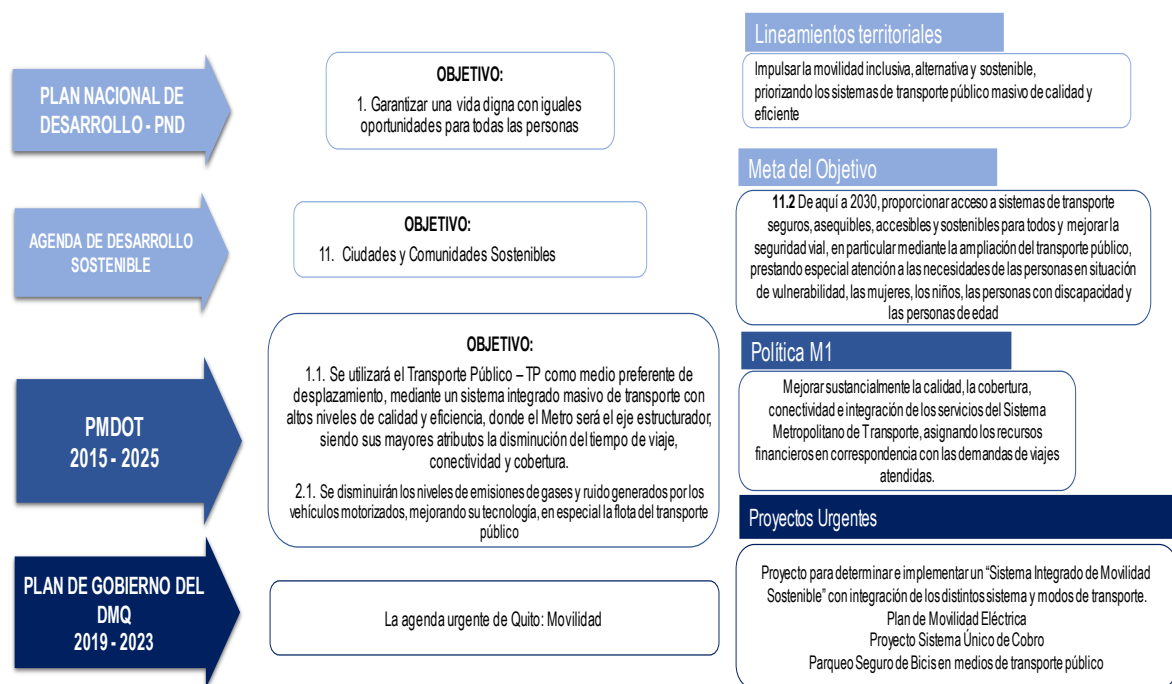 PLAN NACIONAL DE
DESARROLLO - PND
OBJETIVO:
1. Garantizar una vida digna con iguales
oportunidades para todas las personas
Lineamientos territoriales
Impulsar la movilidad inclusiva, alternativa y sostenible,
priorizando los sistemas de transporte público masivo de calidad y
eficiente
AGENDA DE DESARROLLO
SOSTENIBLE
OBJETIVO:
11. Ciudades y Comunidades Sostenibles
Meta del Objetivo
11.2 De aquí a 2030, proporcionar acceso a sistemas de transporte
seguros, asequibles, accesibles y sostenibles para todos y mejorar la
seguridad vial, en particular mediante la ampliación del transporte público,
prestando especial atención a las necesidades de las personas en situación
de vulnerabilidad, las mujeres, los niños, las personas con discapacidad y
las personas de edad
PMDOT
2015 - 2025
OBJETIVO:
1.1. Se utilizará el Transporte Público – TP como medio preferente de
desplazamiento, mediante un sistema integrado masivo de transporte con
altos niveles de calidad y eficiencia, donde el Metro será el eje estructurador,
siendo sus mayores atributos la disminución del tiempo de viaje,
conectividad y cobertura.
2.1. Se disminuirán los niveles de emisiones de gases y ruido generados por los
vehículos motorizados, mejorando su tecnología, en especial la flota del transporte
público
Política M1
Mejorar sustancialmente la calidad, la cobertura,
conectividad e integración de los servicios del Sistema
Metropolitano de Transporte, asignando los recursos
financieros en correspondencia con las demandas de viajes
atendidas.
PLAN DE GOBIERNO DEL
DMQ
2019 - 2023
La agenda urgente de Quito: Movilidad
Proyectos Urgentes
Proyecto para determinar e implementar un “Sistema Integrado de Movilidad
Sostenible” con integración de los distintos sistema y modos de transporte.
Plan de Movilidad Eléctrica
Proyecto Sistema Único de Cobro
Parqueo Seguro de Bicis en medios de transporte público